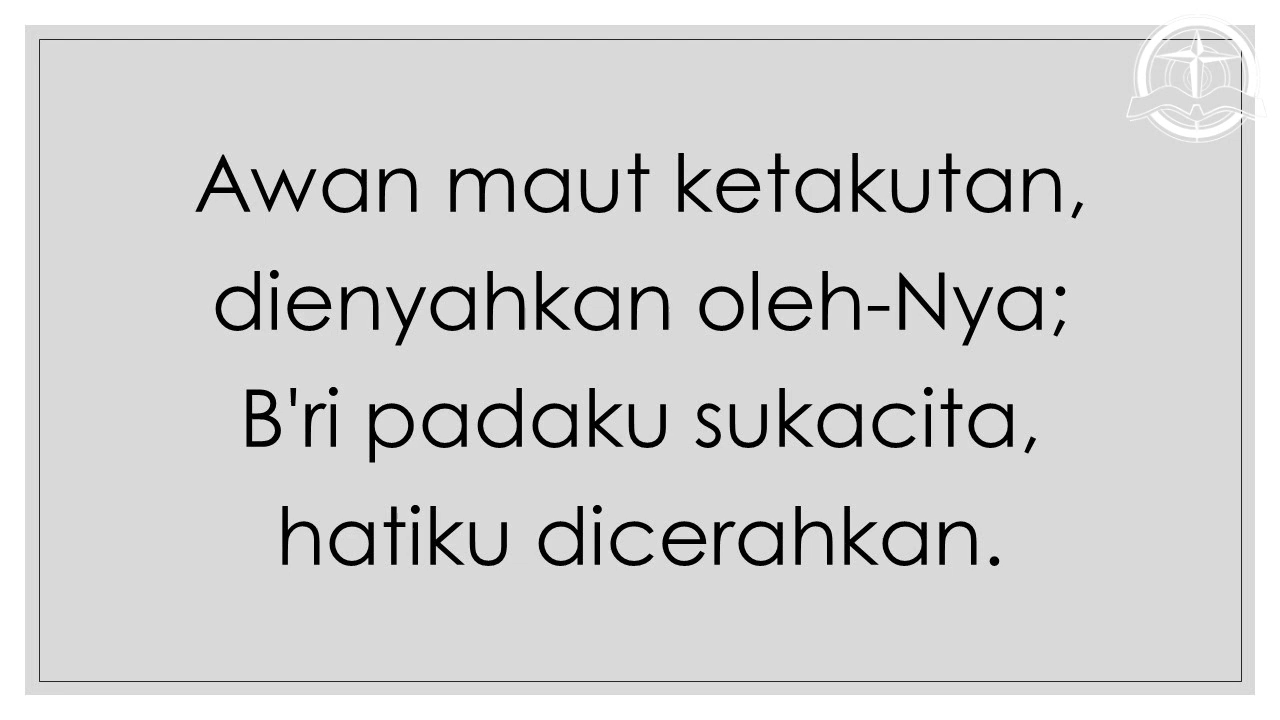 Awan maut ketakutan,
dienyahkan oleh-Nya;
B'ri padaku sukacita,
hatiku dicerahkan.